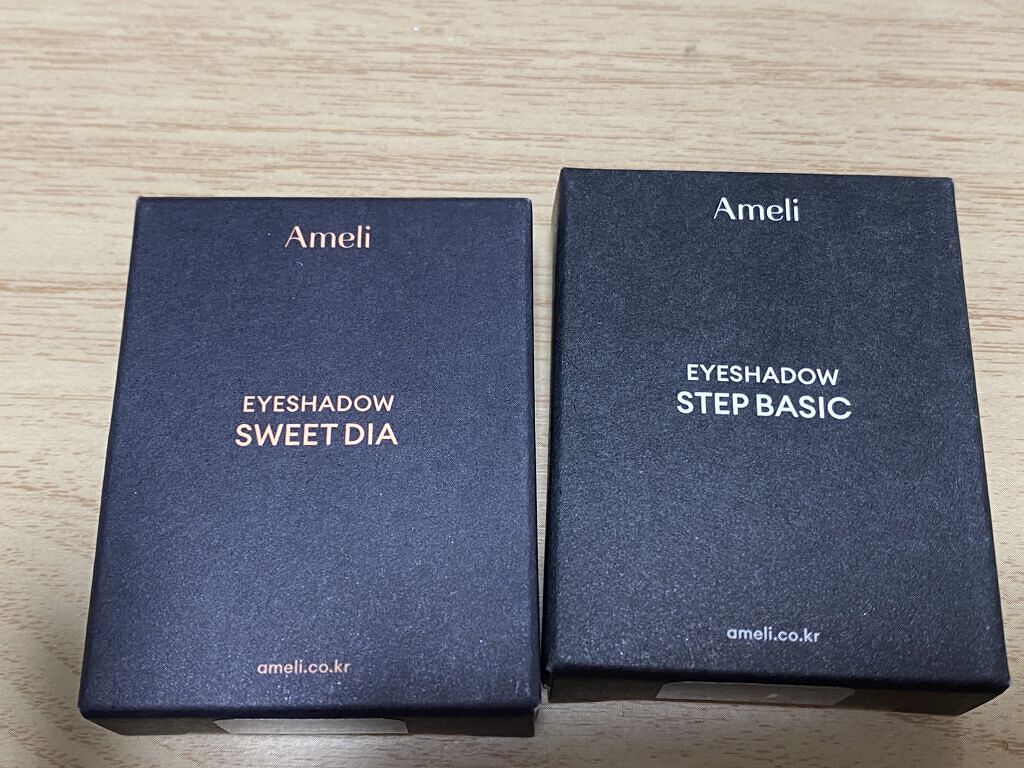 Ameli
EYESHADOW
SWEET DIA
ameli.co.kr
Ameli
EYESHADOW
STEP BASIC
ameli.co.kr